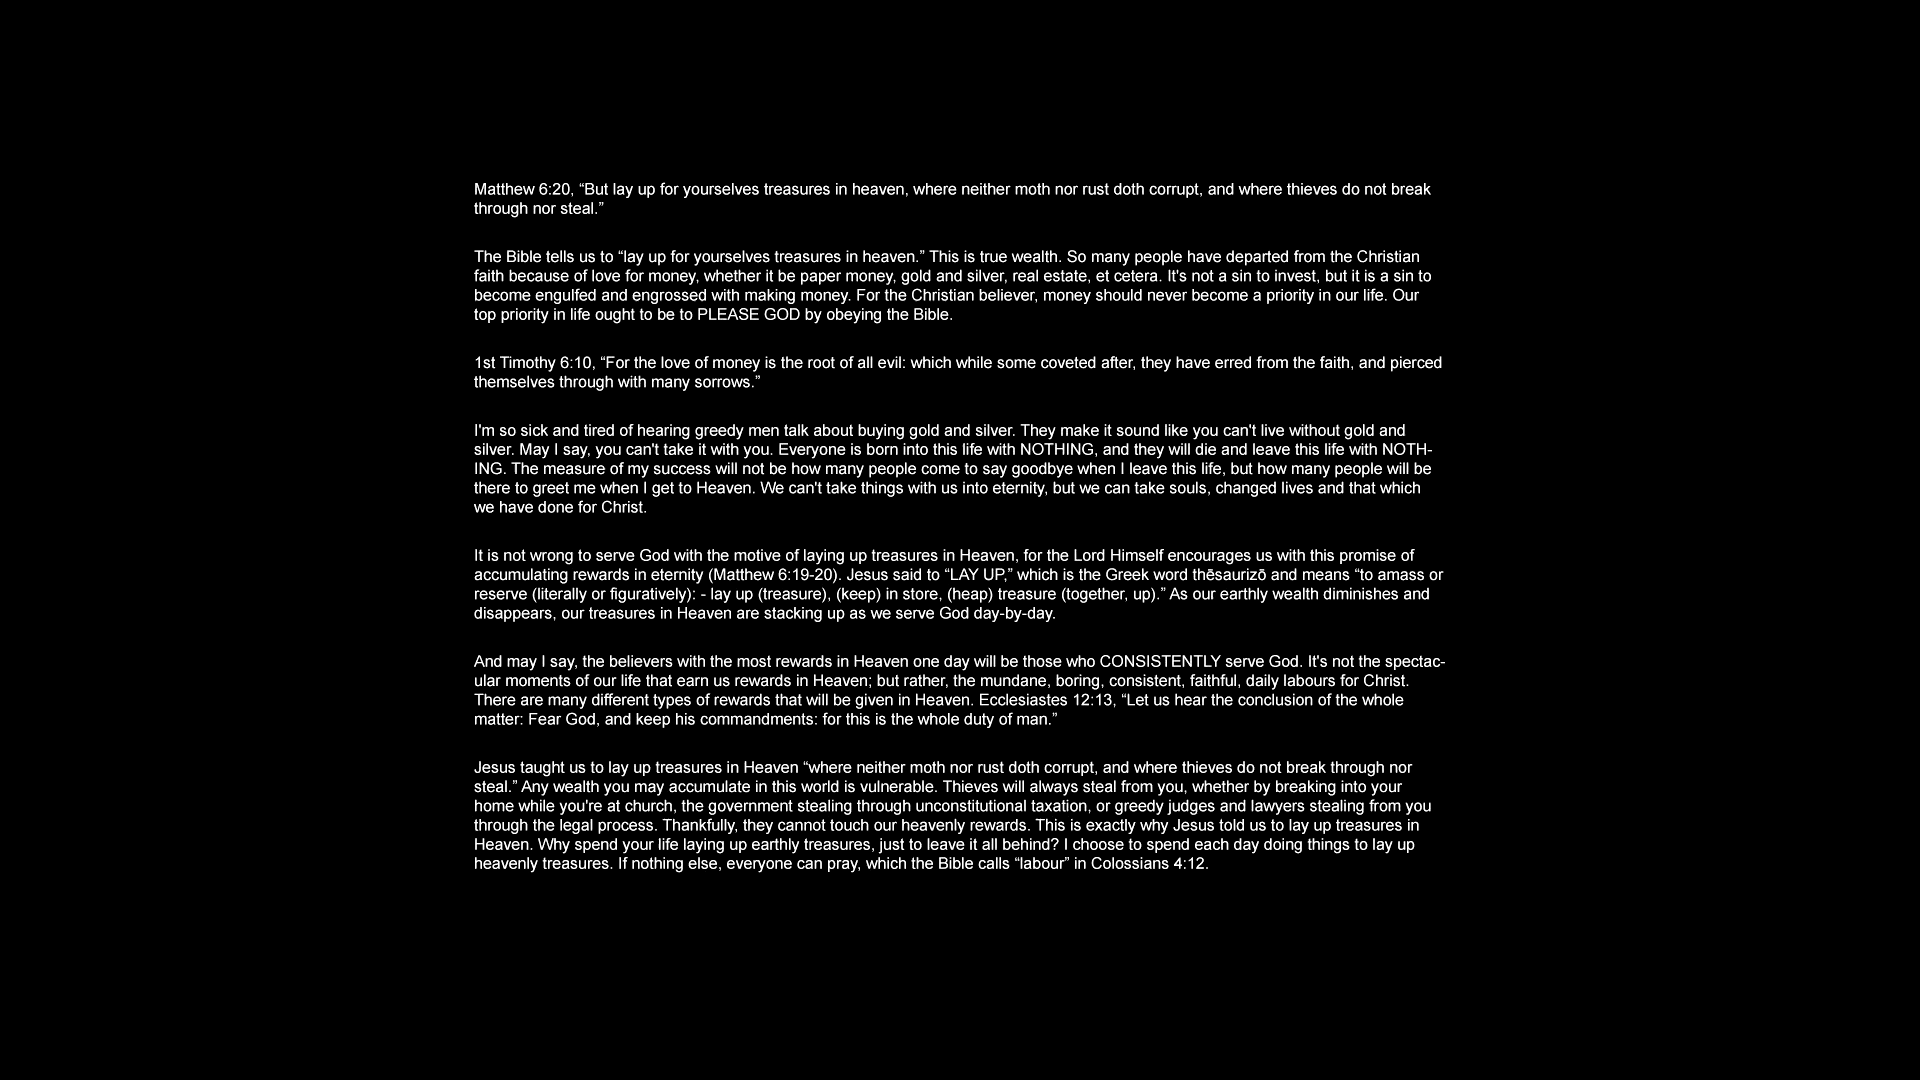 Matthew 6:20, “But lay up for yourselves treasures in heaven, where neither moth nor rust doth corrupt, and where thieves do not break
through nor steal.”
The Bible tells us to “lay up for yourselves treasures in heaven.” This is true wealth. So many people have departed from the Christian
faith because of love for money, whether it be paper money, gold and silver, real estate, et cetera. It's not a sin to invest, but it is a sin to
become engulfed and engrossed with making money. For the Christian believer, money should never become a priority in our life. Our
top priority in life ought to be to PLEASE GOD by obeying the Bible.
1st Timothy 6:10, “For the love of money is the root of all evil: which while some coveted after, they have erred from the faith, and pierced
themselves through with many sorrows.”
I'm so sick and tired of hearing greedy men talk about buying gold and silver. They make it sound like you can't live without gold and
silver. May I say, you can't take it with you. Everyone is born into this life with NOTHING, and they will die and leave this life with NOTH-
ING. The measure of my success will not be how many people come to say goodbye when I leave this life, but how many people will be
there to greet me when I get to Heaven. We can't take things with us into eternity, but we can take souls, changed lives and that which
we have done for Christ.
It is not wrong to serve God with the motive of laying up treasures in Heaven, for the Lord Himself encourages us with this promise of
accumulating rewards in eternity (Matthew 6:19-20). Jesus said to “LAY UP,” which is the Greek word thēsaurizō and means “to amass or
reserve (literally or figuratively): - lay up (treasure), (keep) in store, (heap) treasure (together, up).” As our earthly wealth diminishes and
disappears, our treasures in Heaven are stacking up as we serve God day-by-day.
And may I say, the believers with the most rewards in Heaven one day will be those who CONSISTENTLY serve God. It's not the spectac-
ular moments of our life that earn us rewards in Heaven; but rather, the mundane, boring, consistent, faithful, daily labours for Christ.
There are many different types of rewards that will be given in Heaven. Ecclesiastes 12:13, “Let us hear the conclusion of the whole
matter: Fear God, and keep his commandments: for this is the whole duty of man.”
Jesus taught us to lay up treasures in Heaven “where neither moth nor rust doth corrupt, and where thieves do not break through nor
steal.” Any wealth you may accumulate in this world is vulnerable. Thieves will always steal from you, whether by breaking into your
home while you're at church, the government stealing through unconstitutional taxation, or greedy judges and lawyers stealing from you
through the legal process. Thankfully, they cannot touch our heavenly rewards. This is exactly why Jesus told us to lay up treasures in
Heaven. Why spend your life laying up earthly treasures, just to leave it all behind? I choose to spend each day doing things to lay up
heavenly treasures. If nothing else, everyone can pray, which the Bible calls “labour” in Colossians 4:12.